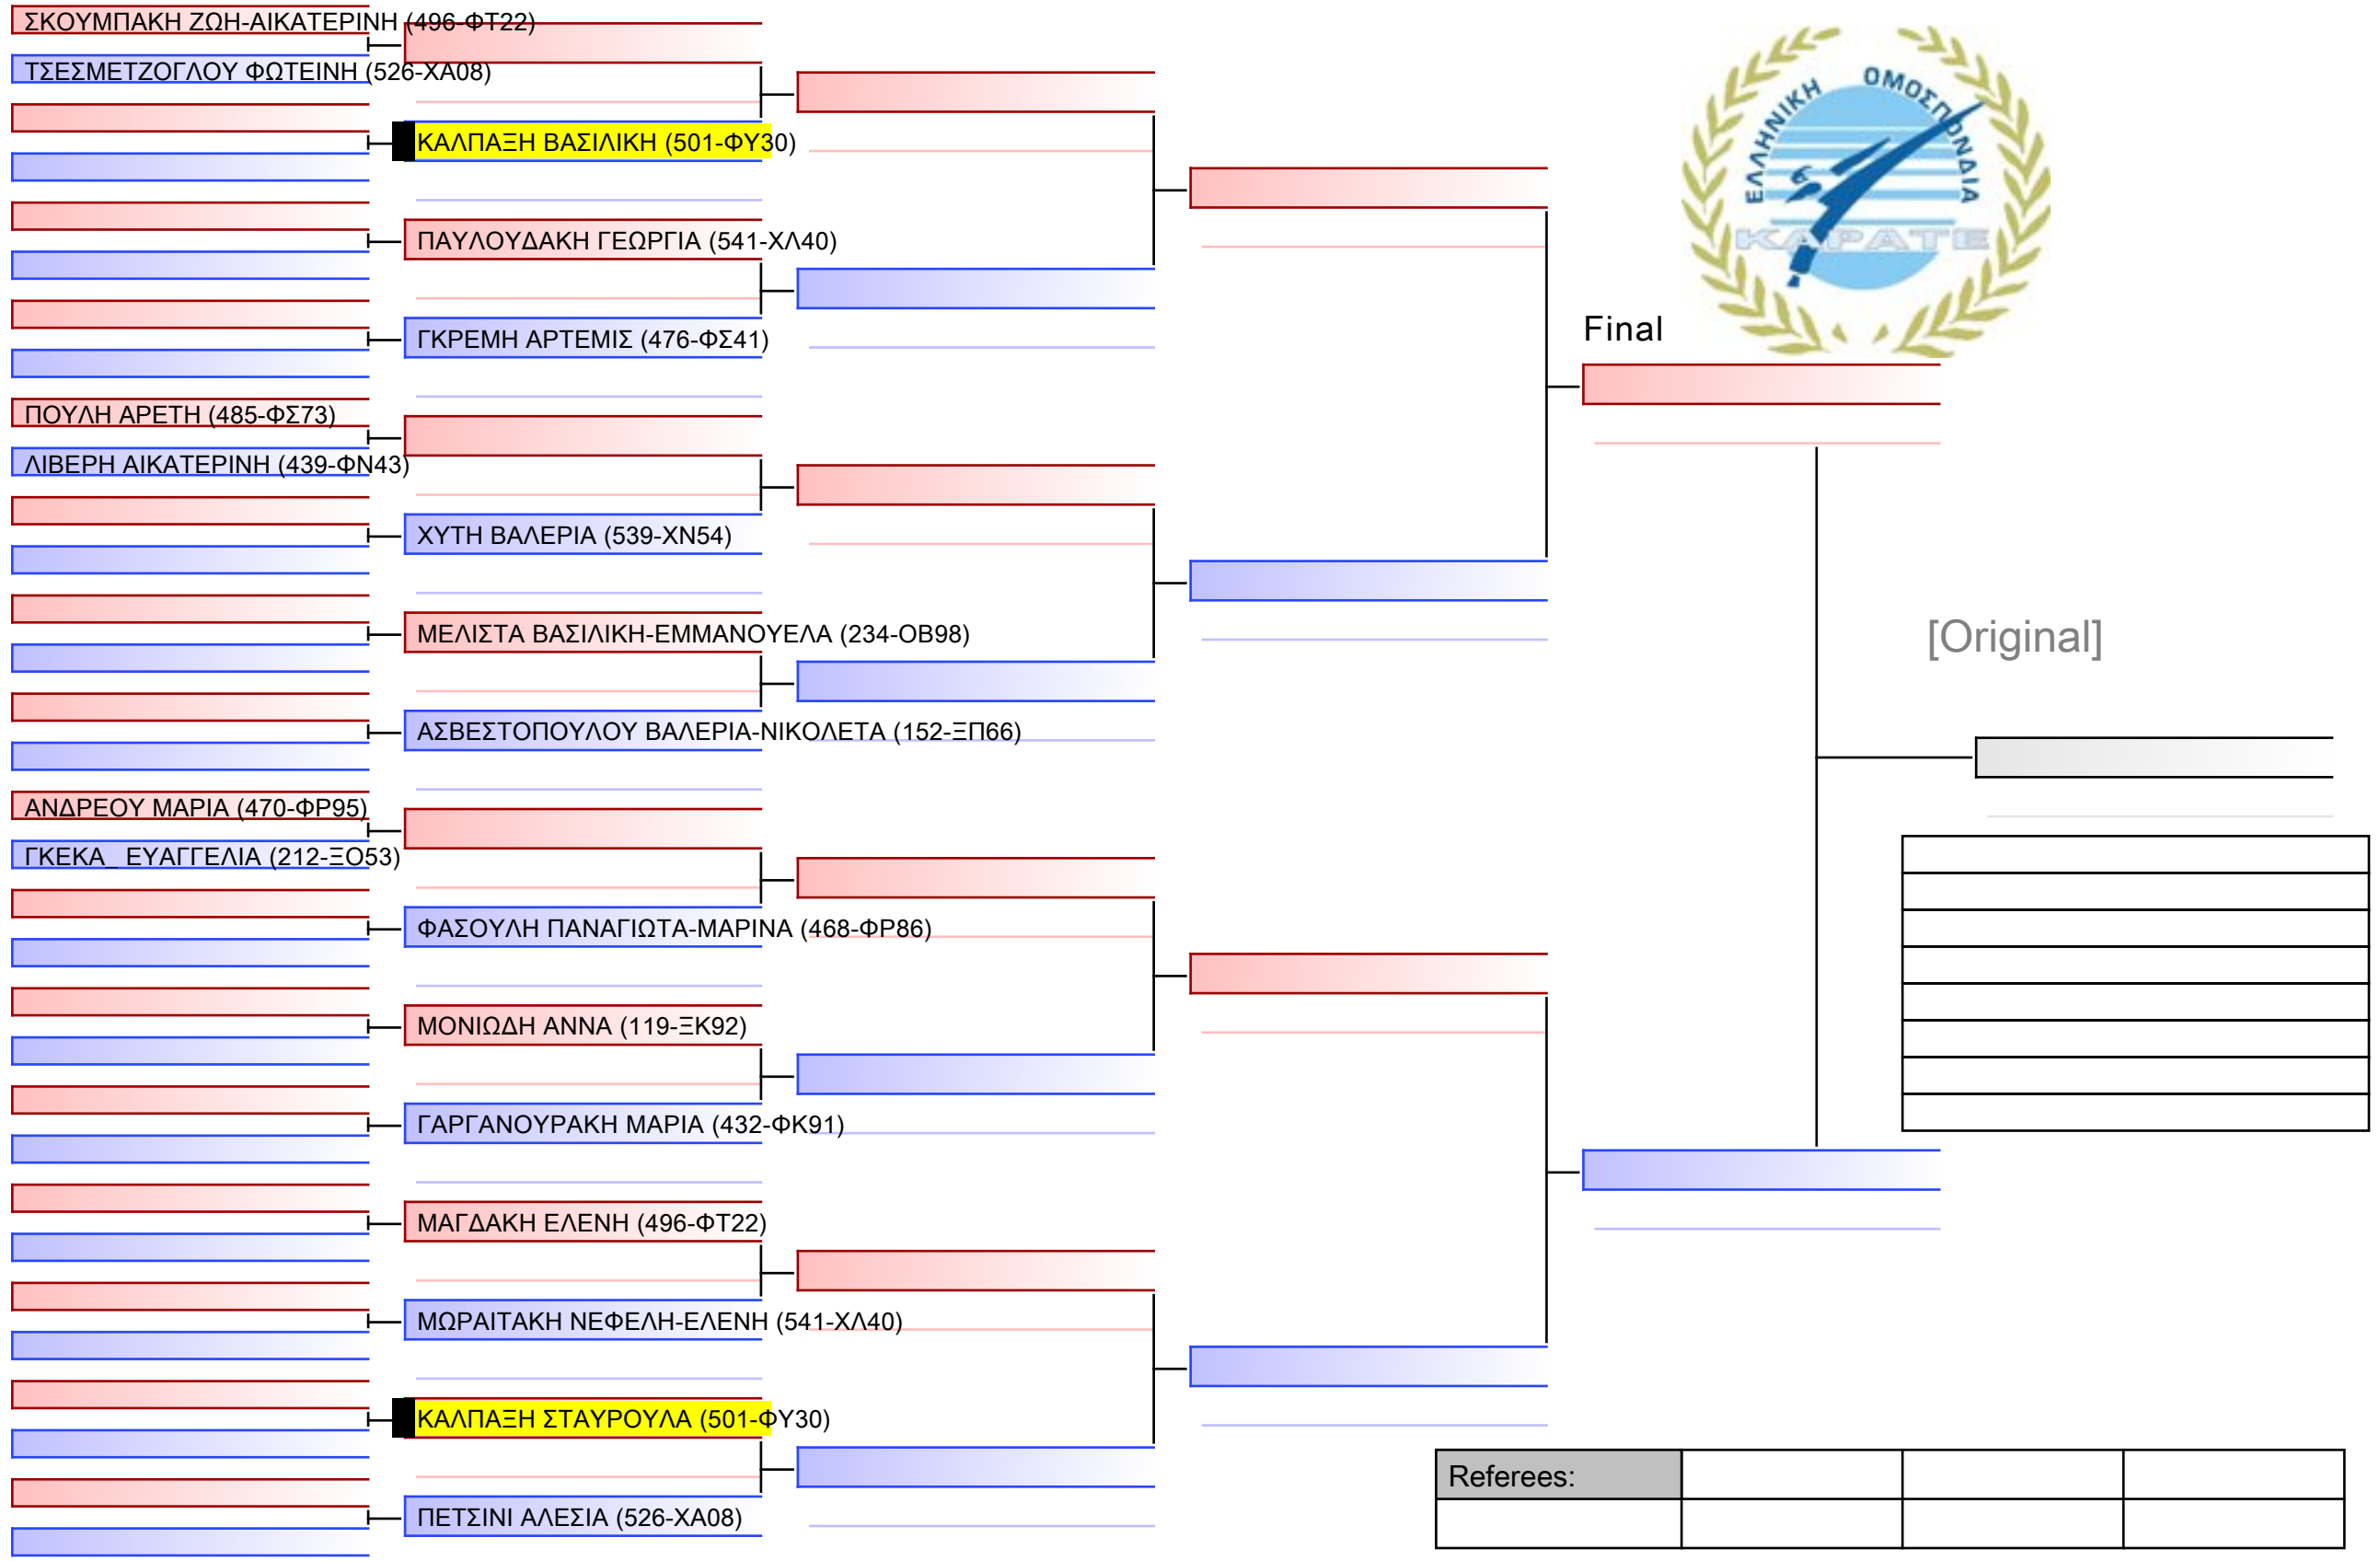 ΣΚΟΥΜΠΑΚΗ ΖΩΗ-ΑΙΚΑΤΕΡΙΝΗ (496-ΦΤ22)
ΤΣΕΣΜΕΤΖΟΓΛΟΥ ΦΩΤΕΙΝΗ (526-ΧΑ08)
ΚΑΛΠΑΞΗ ΒΑΣΙΛΙΚΗ (501-ΦΥ30)
ΠΑΥΛΟΥΔΑΚΗ ΓΕΩΡΓΙΑ (541-ΧΛ40)
ΓΚΡΕΜΗ ΑΡΤΕΜΙΣ (476-ΦΣ41)
ΠΟΥΛΗ ΑΡΕΤΗ (485-ΦΣ73)
ΛΙΒΕΡΗ ΑΙΚΑΤΕΡΙΝΗ (439-ΦΝ43)
ΧΥΤΗ ΒΑΛΕΡΙΑ (539-ΧΝ54)
ΜΕΛΙΣΤΑ ΒΑΣΙΛΙΚΗ-ΕΜΜΑΝΟΥΕΛΑ (234-ΟΒ98)
ΑΣΒΕΣΤΟΠΟΥΛΟΥ ΒΑΛΕΡΙΑ-ΝΙΚΟΛΕΤΑ (152-ΞΠ66)
ΑΝΔΡΕΟΥ ΜΑΡΙΑ (470-ΦΡ95)
ΓΚΕΚΑ_ ΕΥΑΓΓΕΛΙΑ (212-ΞΟ53)
ΦΑΣΟΥΛΗ ΠΑΝΑΓΙΩΤΑ-ΜΑΡΙΝΑ (468-ΦΡ86)
ΜΟΝΙΩΔΗ ΑΝΝΑ (119-ΞΚ92)
ΓΑΡΓΑΝΟΥΡΑΚΗ ΜΑΡΙΑ (432-ΦΚ91)
ΜΑΓΔΑΚΗ ΕΛΕΝΗ (496-ΦΤ22)
ΜΩΡΑΙΤΑΚΗ ΝΕΦΕΛΗ-ΕΛΕΝΗ (541-ΧΛ40)
ΚΑΛΠΑΞΗ ΣΤΑΥΡΟΥΛΑ (501-ΦΥ30)
ΠΕΤΣΙΝΙ ΑΛΕΣΙΑ (526-ΧΑ08)
ΕΛΛΗΝΙΚΗ ΟΜΟΣΠΟΝΔΙΑ
ΚΑΡΑΤΕ
Final
[Original]
Referees: